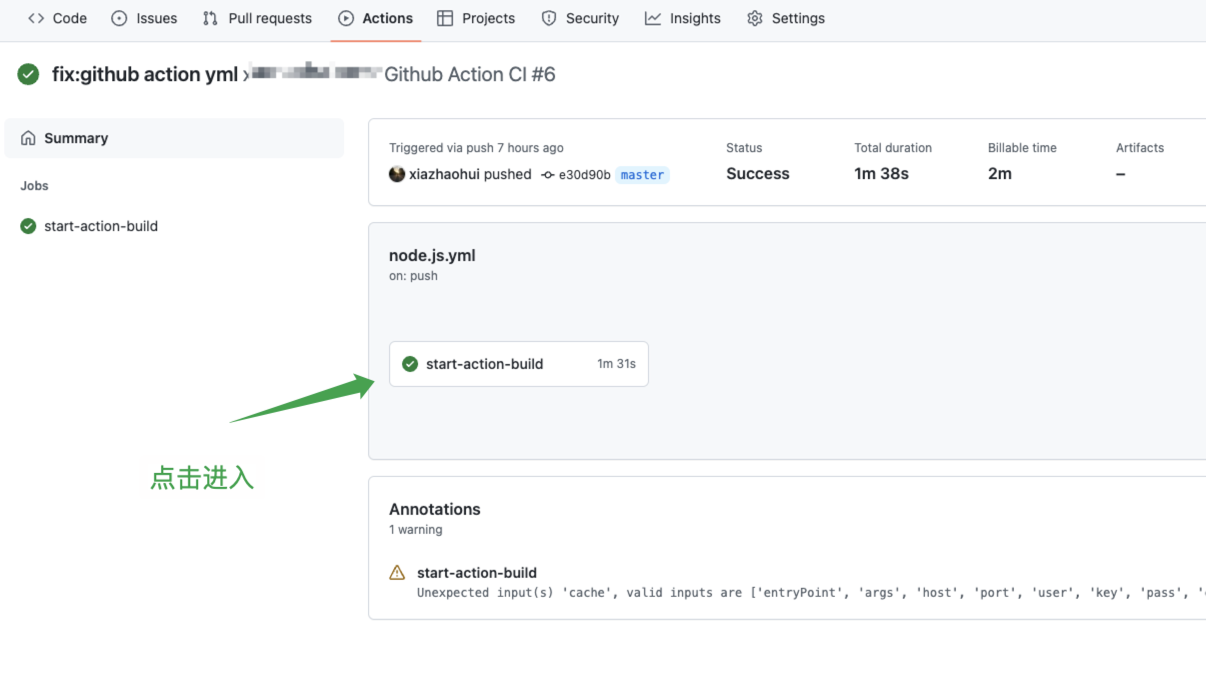 Code Issues Pull requests Actions Projects Security Insights Settings
fix:github action yml Github Action CI #6
Summary
Jobs
start-action-build
Triggered via push 7 hours ago Status Total duration Billable time Artifacts
xiazhaohui pushed e30d90b master Success 1m 38s 2m –
node.js.yml
on: push
start-action-build 1m 31s
点击进入
Annotations
1 warning
start-action-build
Unexpected input(s) 'cache', valid inputs are ['entryPoint', 'args', 'host', 'port', 'user', 'key', 'pass', '